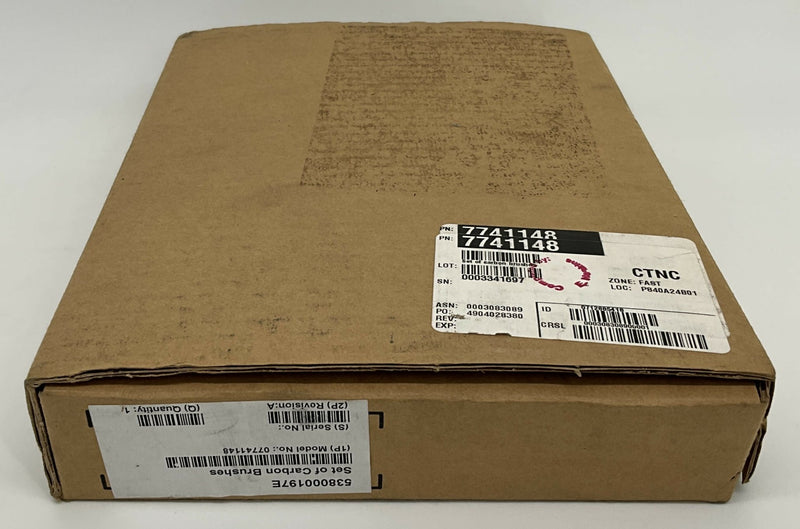 PN: 7741148
PN: 7741148
Set of carbon brushes
LOT: 0003341697
SN:
CTNC
ZONE: FAST
LOC: P840A24B01
ASN: 0003083089
PO: 4904028380
REV:
EXP:
ID
CRSL
538000197E
Set of Carbon Brushes
(1P) Model No.: 07741148
(S) Serial No.:
(2P) Revision:A
(Q) Quantity: 1/